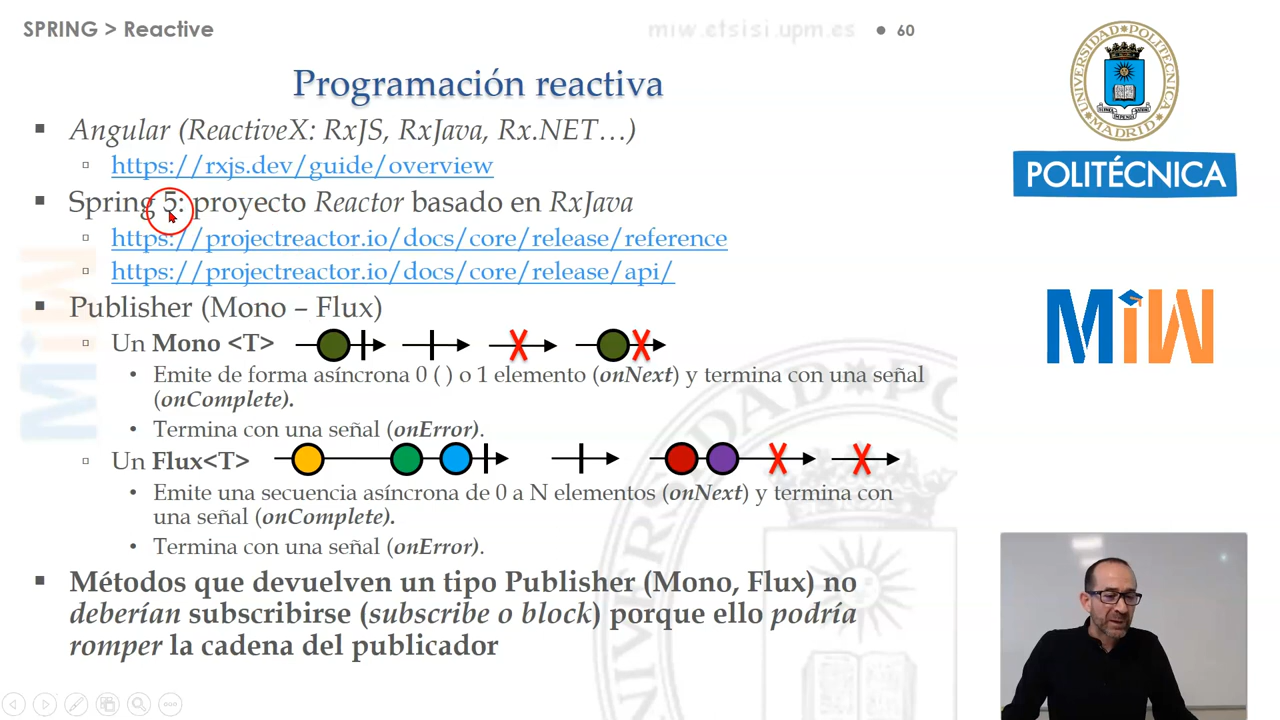 SPRING > Reactive
miw.etsisi.upm.es
60
Programación reactiva
Angular (ReactiveX: RxJS, RxJava, Rx.NET…)
https://rxjs.dev/guide/overview
Spring 5: proyecto Reactor basado en RxJava
https://projectreactor.io/docs/core/release/reference
https://projectreactor.io/docs/core/release/api/
Publisher (Mono – Flux)
Un Mono <T>
Emite de forma asíncrona 0 ( ) o 1 elemento (onNext) y termina con una señal
(onComplete).
Termina con una señal (onError).
Un Flux<T>
Emite una secuencia asíncrona de 0 a N elementos (onNext) y termina con
una señal (onComplete).
Termina con una señal (onError).
Métodos que devuelven un tipo Publisher (Mono, Flux) no
deberían subscribirse (subscribe o block) porque ello podría
romper la cadena del publicador
UNIVERSIDAD POLITÉCNICA
MADRID
POLITÉCNICA
MiW
MiW